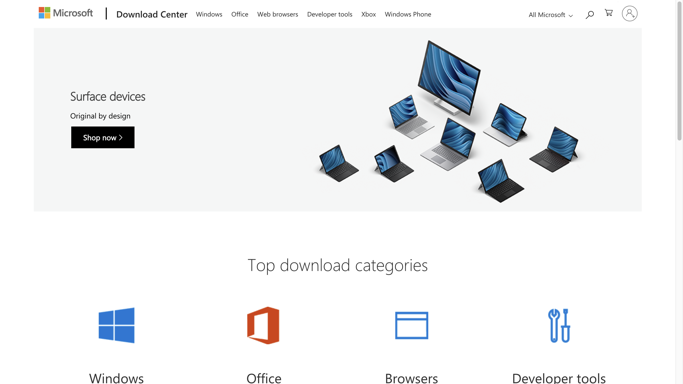 Microsoft Download Center Windows Office Web browsers Developer tools Xbox Windows Phone All Microsoft
Surface devices
Original by design
Shop now
Top download categories
Windows Office Browsers Developer tools